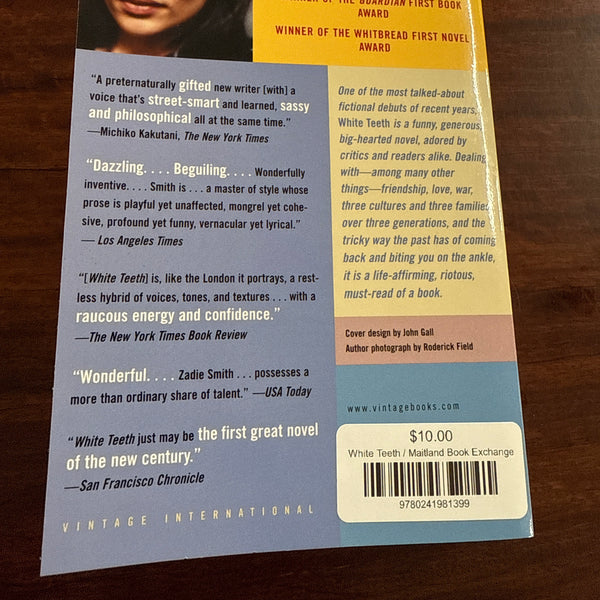 NER OF THE GUARDIAN FIRST BOOK
AWARD
WINNER OF THE WHITBREAD FIRST NOVEL
AWARD
“A preternaturally gifted new writer [with] a
voice that’s street-smart and learned, sassy
and philosophical all at the same time.”
—Michiko Kakutani, The New York Times
“Dazzling. . . . Beguiling. . . . Wonderfully
inventive. . . . Smith is . . . a master of style whose
prose is playful yet unaffected, mongrel yet cohe-
sive, profound yet funny, vernacular yet lyrical.”
— Los Angeles Times
“[White Teeth] is, like the London it portrays, a rest-
less hybrid of voices, tones, and textures . . . with a
raucous energy and confidence.”
—The New York Times Book Review
“Wonderful. . . . Zadie Smith . . . possesses a
more than ordinary share of talent.” —USA Today
“White Teeth just may be the first great novel
of the new century.”
—San Francisco Chronicle
VINTAGE INTERNATIONAL
One of the most talked-about
fictional debuts of recent years,
White Teeth is a funny, generous,
big-hearted novel, adored by
critics and readers alike. Dealing
with—among many other
things—friendship, love, war,
three cultures and three families
over three generations, and the
tricky way the past has of coming
back and biting you on the ankle,
it is a life-affirming, riotous,
must-read of a book.
Cover design by John Gall
Author photograph by Roderick Field
www.vintagebooks.com
$10.00
White Teeth / Maitland Book Exchange
9780241981399